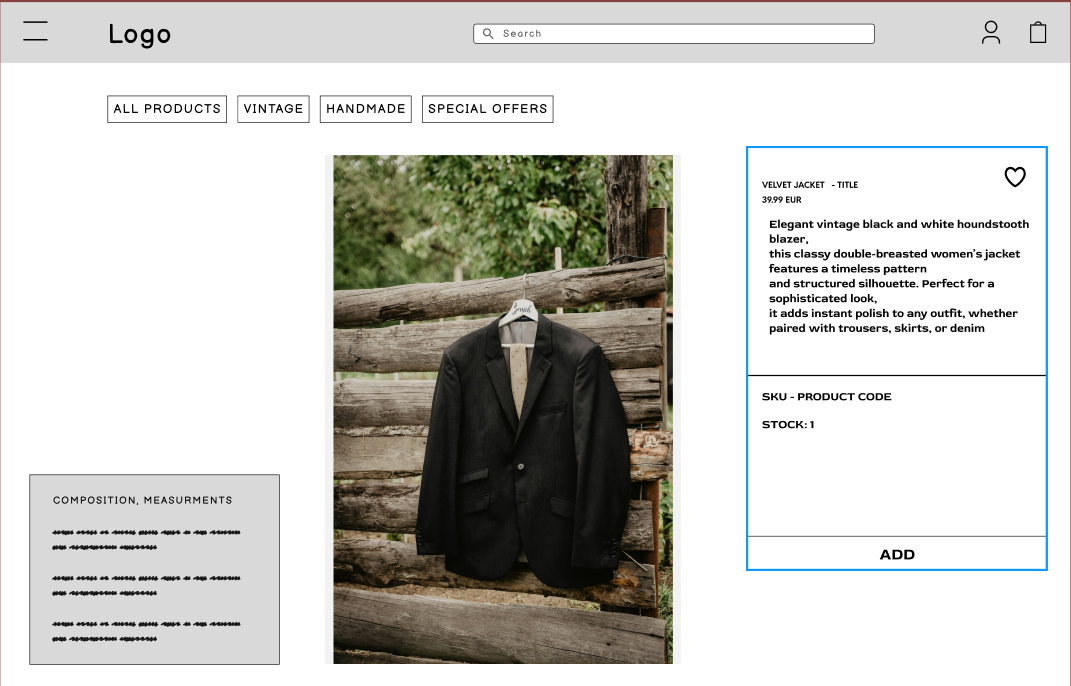 Logo
Search
ALL PRODUCTS
VINTAGE
HANDMADE
SPECIAL OFFERS
VELVET JACKET - TITLE
39.99 EUR
Elegant vintage black and white houndstooth
blazer,
this classy double-breasted women's jacket
features a timeless pattern
and structured silhouette. Perfect for a
sophisticated look,
it adds instant polish to any outfit, whether
paired with trousers, skirts, or denim
SKU - PRODUCT CODE
STOCK: 1
ADD
COMPOSITION, MEASURMENTS